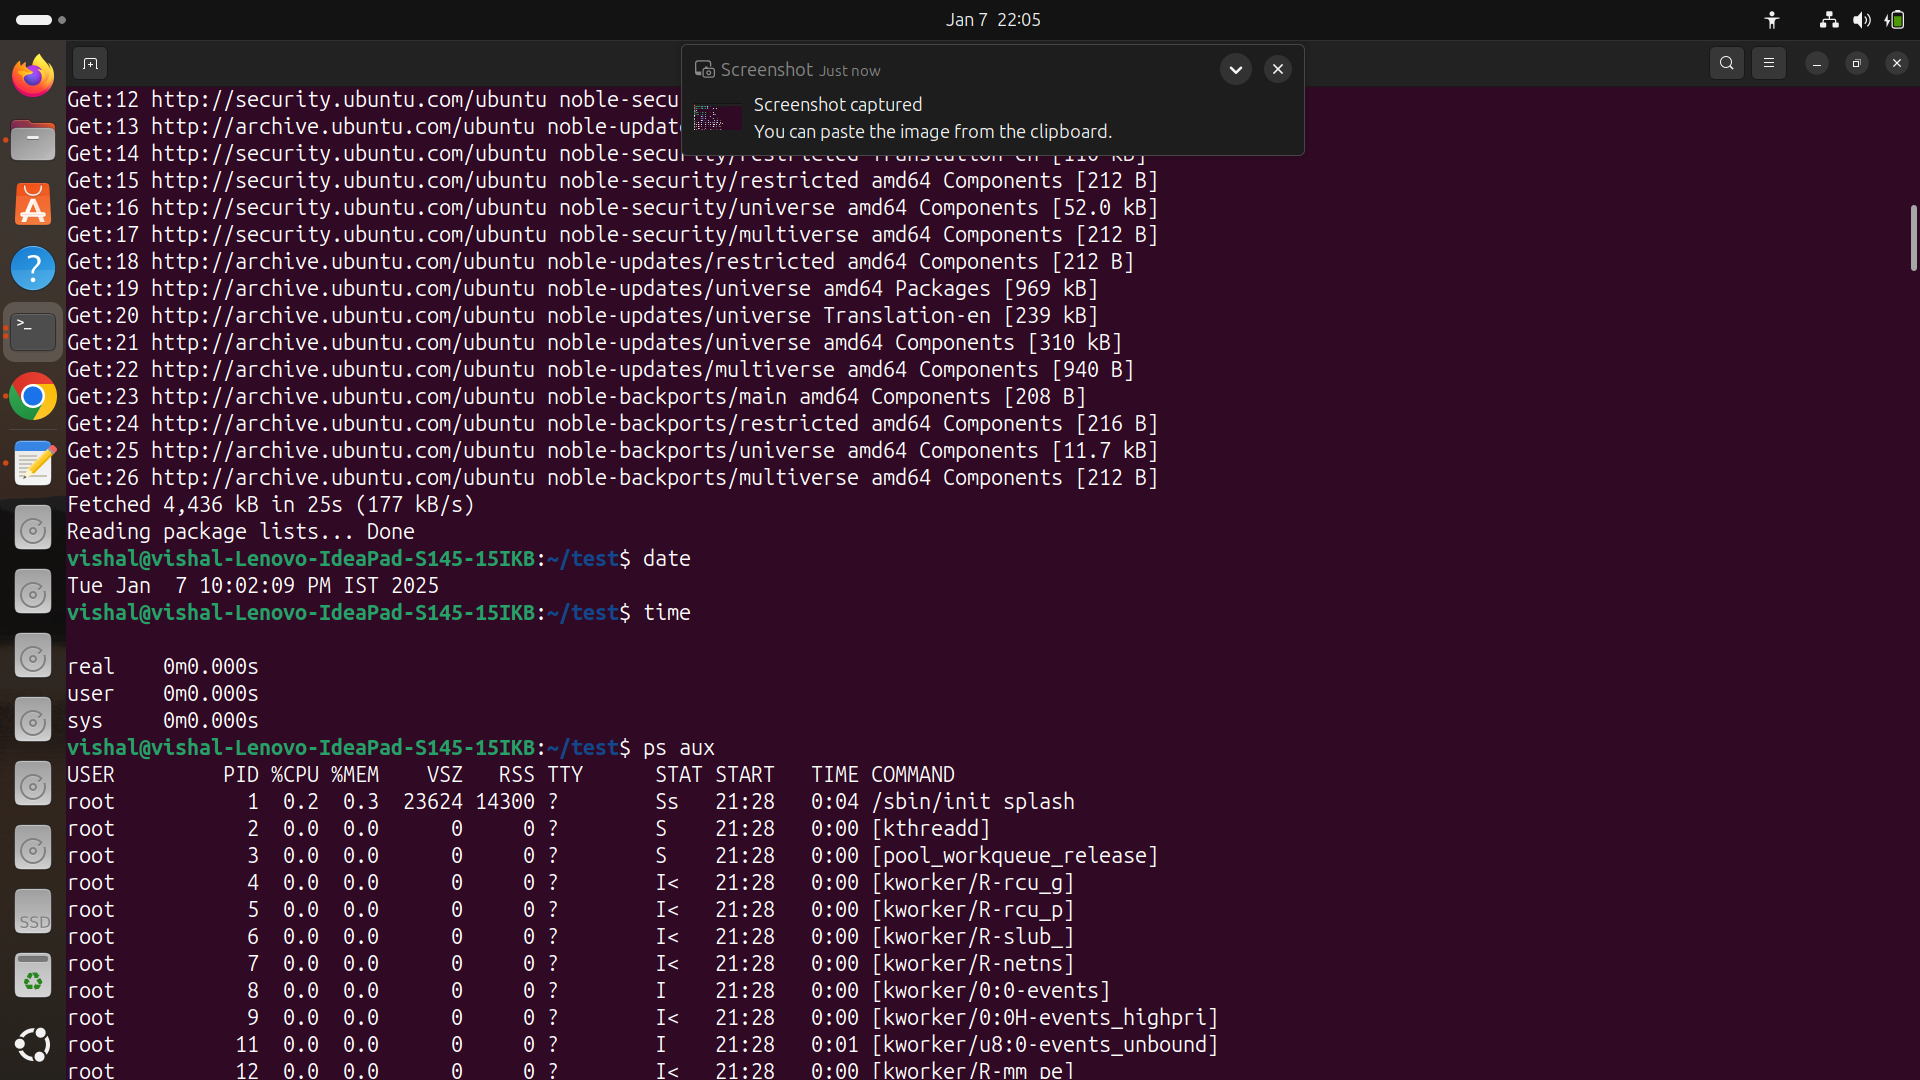 Jan 7 22:05
Screenshot Just now
Screenshot captured
You can paste the image from the clipboard.
Get:12 http://security.ubuntu.com/ubuntu noble-secu
Get:13 http://archive.ubuntu.com/ubuntu noble-updat
Get:14 http://security.ubuntu.com/ubuntu noble-security/restricted Translation-en [110 kB]
Get:15 http://security.ubuntu.com/ubuntu noble-security/restricted amd64 Components [212 B]
Get:16 http://security.ubuntu.com/ubuntu noble-security/universe amd64 Components [52.0 kB]
Get:17 http://security.ubuntu.com/ubuntu noble-security/multiverse amd64 Components [212 B]
Get:18 http://archive.ubuntu.com/ubuntu noble-updates/restricted amd64 Components [212 B]
Get:19 http://archive.ubuntu.com/ubuntu noble-updates/universe amd64 Packages [969 kB]
Get:20 http://archive.ubuntu.com/ubuntu noble-updates/universe Translation-en [239 kB]
Get:21 http://archive.ubuntu.com/ubuntu noble-updates/universe amd64 Components [310 kB]
Get:22 http://archive.ubuntu.com/ubuntu noble-updates/multiverse amd64 Components [940 B]
Get:23 http://archive.ubuntu.com/ubuntu noble-backports/main amd64 Components [208 B]
Get:24 http://archive.ubuntu.com/ubuntu noble-backports/restricted amd64 Components [216 B]
Get:25 http://archive.ubuntu.com/ubuntu noble-backports/universe amd64 Components [11.7 kB]
Get:26 http://archive.ubuntu.com/ubuntu noble-backports/multiverse amd64 Components [212 B]
Fetched 4,436 kB in 25s (177 kB/s)
Reading package lists... Done
vishal@vishal-Lenovo-IdeaPad-S145-15IKB:~/test$ date
Tue Jan  7 10:02:09 PM IST 2025
vishal@vishal-Lenovo-IdeaPad-S145-15IKB:~/test$ time
real    0m0.000s
user    0m0.000s
sys     0m0.000s
vishal@vishal-Lenovo-IdeaPad-S145-15IKB:~/test$ ps aux
USER         PID %CPU %MEM    VSZ   RSS TTY      STAT START   TIME COMMAND
root           1  0.2  0.3  23624 14300 ?        Ss   21:28   0:04 /sbin/init splash
root           2  0.0  0.0      0     0 ?        S    21:28   0:00 [kthreadd]
root           3  0.0  0.0      0     0 ?        S    21:28   0:00 [pool_workqueue_release]
root           4  0.0  0.0      0     0 ?        I<   21:28   0:00 [kworker/R-rcu_g]
root           5  0.0  0.0      0     0 ?        I<   21:28   0:00 [kworker/R-rcu_p]
root           6  0.0  0.0      0     0 ?        I<   21:28   0:00 [kworker/R-slub_]
root           7  0.0  0.0      0     0 ?        I<   21:28   0:00 [kworker/R-netns]
root           8  0.0  0.0      0     0 ?        I    21:28   0:00 [kworker/0:0-events]
root           9  0.0  0.0      0     0 ?        I<   21:28   0:00 [kworker/0:0H-events_highpri]
root          11  0.0  0.0      0     0 ?        I    21:28   0:01 [kworker/u8:0-events_unbound]
root          12  0.0  0.0      0     0 ?        I<   21:28   0:00 [kworker/R-mm_pe]
SSD